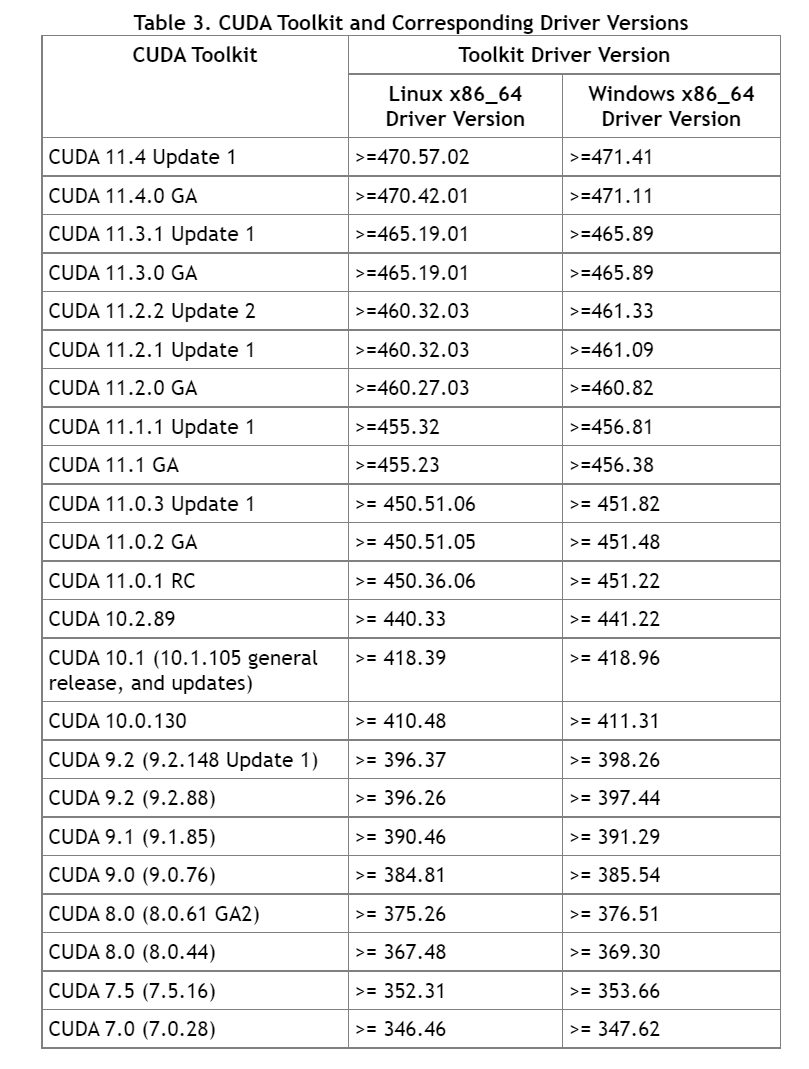 Table 3. CUDA Toolkit and Corresponding Driver Versions
CUDA Toolkit Toolkit Driver Version
Linux x86_64 Windows x86_64
Driver Version Driver Version
CUDA 11.4 Update 1 >=470.57.02 >=471.41
CUDA 11.4.0 GA >=470.42.01 >=471.11
CUDA 11.3.1 Update 1 >=465.19.01 >=465.89
CUDA 11.3.0 GA >=465.19.01 >=465.89
CUDA 11.2.2 Update 2 >=460.32.03 >=461.33
CUDA 11.2.1 Update 1 >=460.32.03 >=461.09
CUDA 11.2.0 GA >=460.27.03 >=460.82
CUDA 11.1.1 Update 1 >=455.32 >=456.81
CUDA 11.1 GA >=455.23 >=456.38
CUDA 11.0.3 Update 1 >= 450.51.06 >= 451.82
CUDA 11.0.2 GA >= 450.51.05 >= 451.48
CUDA 11.0.1 RC >= 450.36.06 >= 451.22
CUDA 10.2.89 >= 440.33 >= 441.22
CUDA 10.1 (10.1.105 general >= 418.39 >= 418.96
release, and updates)
CUDA 10.0.130 >= 410.48 >= 411.31
CUDA 9.2 (9.2.148 Update 1) >= 396.37 >= 398.26
CUDA 9.2 (9.2.88) >= 396.26 >= 397.44
CUDA 9.1 (9.1.85) >= 390.46 >= 391.29
CUDA 9.0 (9.0.76) >= 384.81 >= 385.54
CUDA 8.0 (8.0.61 GA2) >= 375.26 >= 376.51
CUDA 8.0 (8.0.44) >= 367.48 >= 369.30
CUDA 7.5 (7.5.16) >= 352.31 >= 353.66
CUDA 7.0 (7.0.28) >= 346.46 >= 347.62